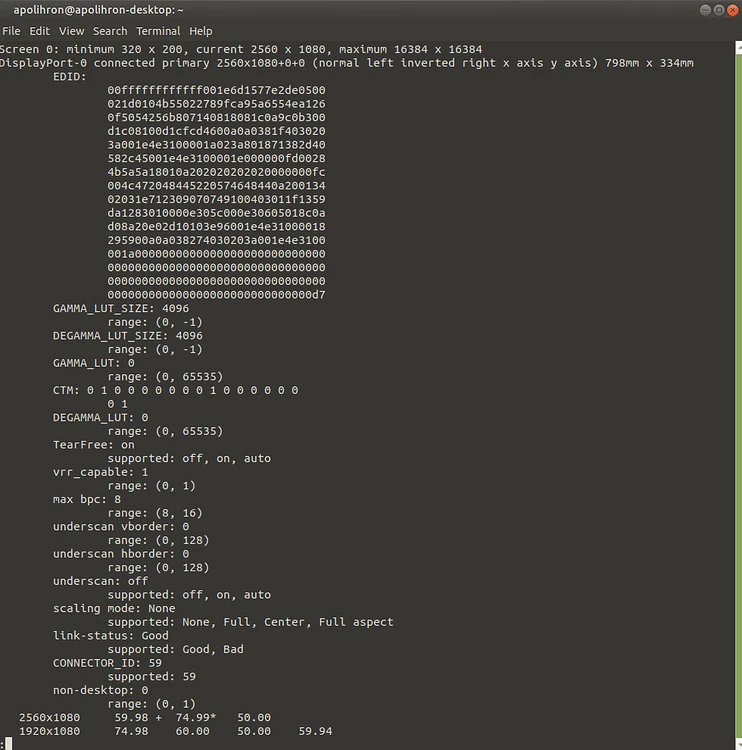 apolihron@apolihron-desktop: ~
File Edit View Search Terminal Help
Screen 0: minimum 320 x 200, current 2560 x 1080, maximum 16384 x 16384
DisplayPort-0 connected primary 2560x1080+0+0 (normal left inverted right x axis y axis) 798mm x 334mm
EDID:
00ffffffffffff001e6d1577e2de0500
021d0104b55022789fca95a6554ea126
0f5054256b807140818081c0a9c0b300
d1c08100d1cfcd4600a0a0381f403020
3a001e4e3100001a023a801871382d40
582c45001e4e3100001e000000fd0028
4b5a5a18010a202020202020000000fc
004c472048445220574648440a200134
02031e712309070749100403011f1359
da1283010000e305c000e30605018c0a
d08a20e02d10103e96001e4e31000018
295900a0a038274030203a001e4e3100
001a0000000000000000000000000000
00000000000000000000000000000000
00000000000000000000000000000000
000000000000000000000000000000d7
GAMMA_LUT_SIZE: 4096
range: (0, -1)
DEGAMMA_LUT_SIZE: 4096
range: (0, -1)
GAMMA_LUT: 0
range: (0, 65535)
CTM: 0 1 0 0 0 0 0 0 0 1 0 0 0 0 0 0
0 1
DEGAMMA_LUT: 0
range: (0, 65535)
TearFree: on
supported: off, on, auto
vrr_capable: 1
range: (0, 1)
max bpc: 8
range: (8, 16)
underscan vborder: 0
range: (0, 128)
underscan hborder: 0
range: (0, 128)
underscan: off
supported: off, on, auto
scaling mode: None
supported: None, Full, Center, Full aspect
link-status: Good
supported: Good, Bad
CONNECTOR_ID: 59
supported: 59
non-desktop: 0
range: (0, 1)
2560x1080 59.98 + 74.99* 50.00
1920x1080 74.98 60.00 50.00 59.94
: